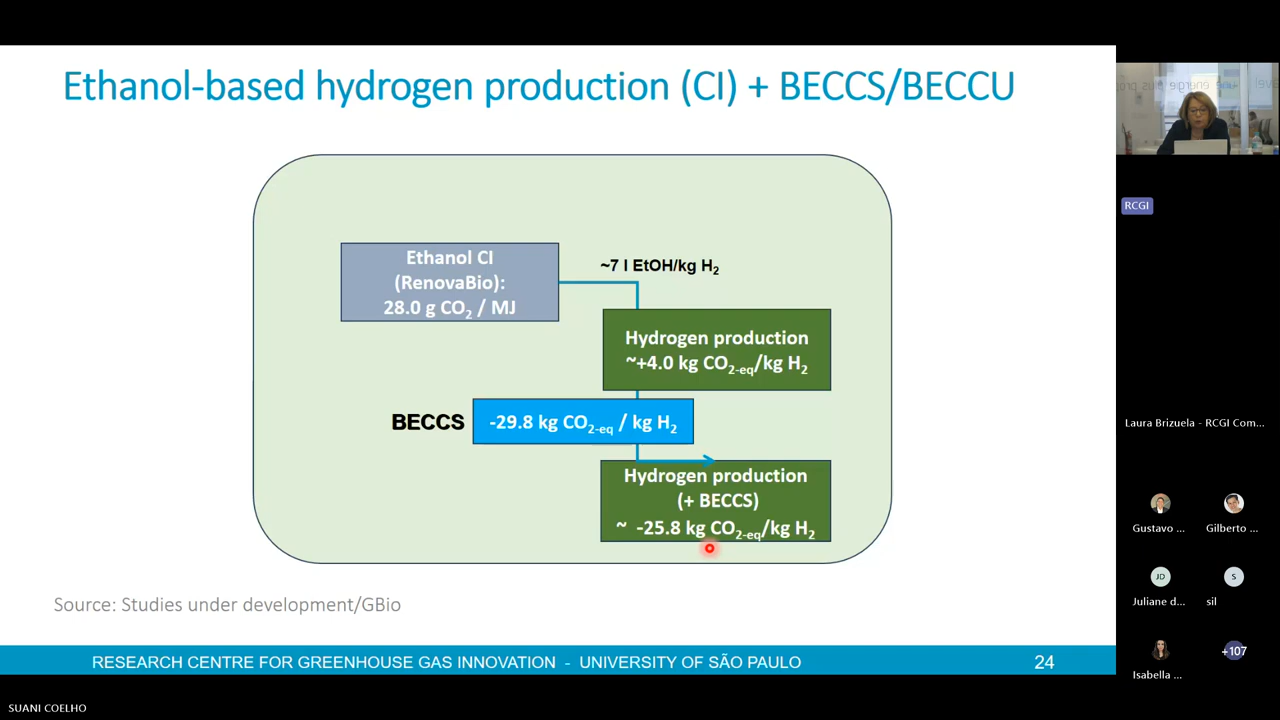 Ethanol-based hydrogen production (CI) + BECCS/BECCU
Ethanol CI
(RenovaBio):
28.0 g CO2 / MJ
~7 l EtOH/kg H2
Hydrogen production
~+4.0 kg CO2-eq/kg H2
BECCS
-29.8 kg CO2-eq / kg H2
Hydrogen production
(+ BECCS)
~ -25.8 kg CO2-eq/kg H2
Source: Studies under development/GBio
RESEARCH CENTRE FOR GREENHOUSE GAS INNOVATION - UNIVERSITY OF SÃO PAULO
24
RCGI
Laura Brizuela - RCGI Com...
Gustavo ...
Gilberto ...
JD
Juliane d...
S
sil
Isabella ...
+107
SUANI COELHO